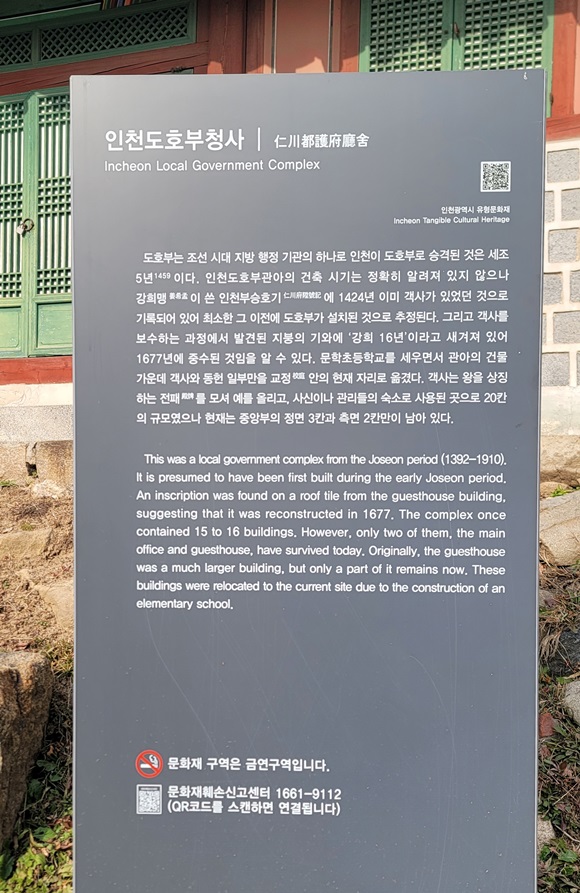 인천도호부청사 | 仁川都護府廳舍
Incheon Local Government Complex
인천광역시 유형문화재
Incheon Tangible Cultural Heritage
도호부는 조선 시대 지방 행정 기관의 하나로 인천이 도호부로 승격된 것은 세조
5년1459이다. 인천도호부관아의 건축 시기는 정확히 알려져 있지 않으나
강희맹姜希孟이 쓴 인천부승호기仁川府陞號記에 1424년 이미 객사가 있었던 것으로
기록되어 있어 최소한 그 이전에 도호부가 설치된 것으로 추정된다. 그리고 객사를
보수하는 과정에서 발견된 지붕의 기와에 '강희 16년'이라고 새겨져 있어
1677년에 중수된 것임을 알 수 있다. 문학초등학교를 세우면서 관아의 건물
가운데 객사와 동헌 일부만을 교정校庭 안의 현재 자리로 옮겼다. 객사는 왕을 상징
하는 전패殿牌를 모셔 예를 올리고, 사신이나 관리들의 숙소로 사용된 곳으로 20칸
의 규모였으나 현재는 중앙부의 정면 3칸과 측면 2칸만이 남아 있다.
This was a local government complex from the Joseon period (1392-1910).
It is presumed to have been first built during the early Joseon period.
An inscription was found on a roof tile from the guesthouse building,
suggesting that it was reconstructed in 1677. The complex once
contained 15 to 16 buildings. However, only two of them, the main
office and guesthouse, have survived today. Originally, the guesthouse
was a much larger building, but only a part of it remains now. These
buildings were relocated to the current site due to the construction of an
elementary school.
문화재 구역은 금연구역입니다.
문화재훼손신고센터 1661-9112
(QR코드를 스캔하면 연결됩니다)